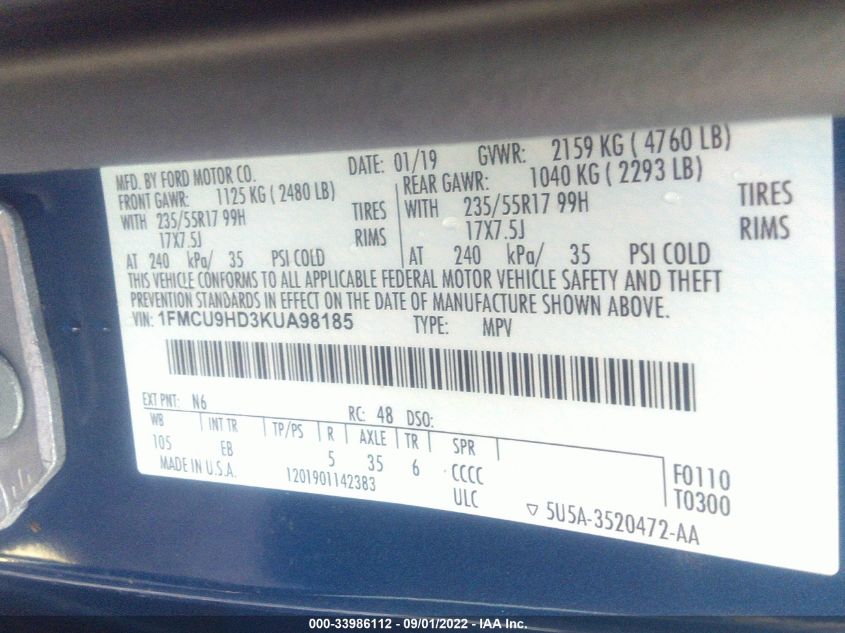 MFD. BY FORD MOTOR CO. DATE: 01/19 GVWR: 2159 KG ( 4760 LB)
FRONT GAWR: 1125 KG ( 2480 LB) REAR GAWR: 1040 KG ( 2293 LB)
WITH 235/55R17 99H TIRES WITH 235/55R17 99H TIRES
17X7.5J RIMS 17X7.5J RIMS
AT 240 kPa/ 35 PSI COLD AT 240 kPa/ 35 PSI COLD
THIS VEHICLE CONFORMS TO ALL APPLICABLE FEDERAL MOTOR VEHICLE SAFETY AND THEFT
PREVENTION STANDARDS IN EFFECT ON THE DATE OF MANUFACTURE SHOWN ABOVE.
VIN: 1FMCU9HD3KUA98185 TYPE: MPV
EXT PNT: N6 RC: 48 DSO:
WB INT TR TP/PS R AXLE TR SPR
105 EB 5 35 6 CCCC F0110
MADE IN U.S.A. 1201901142383 ULC T0300
▽ 5U5A-3520472-AA
000-33986112 - 09/01/2022 - IAA Inc.